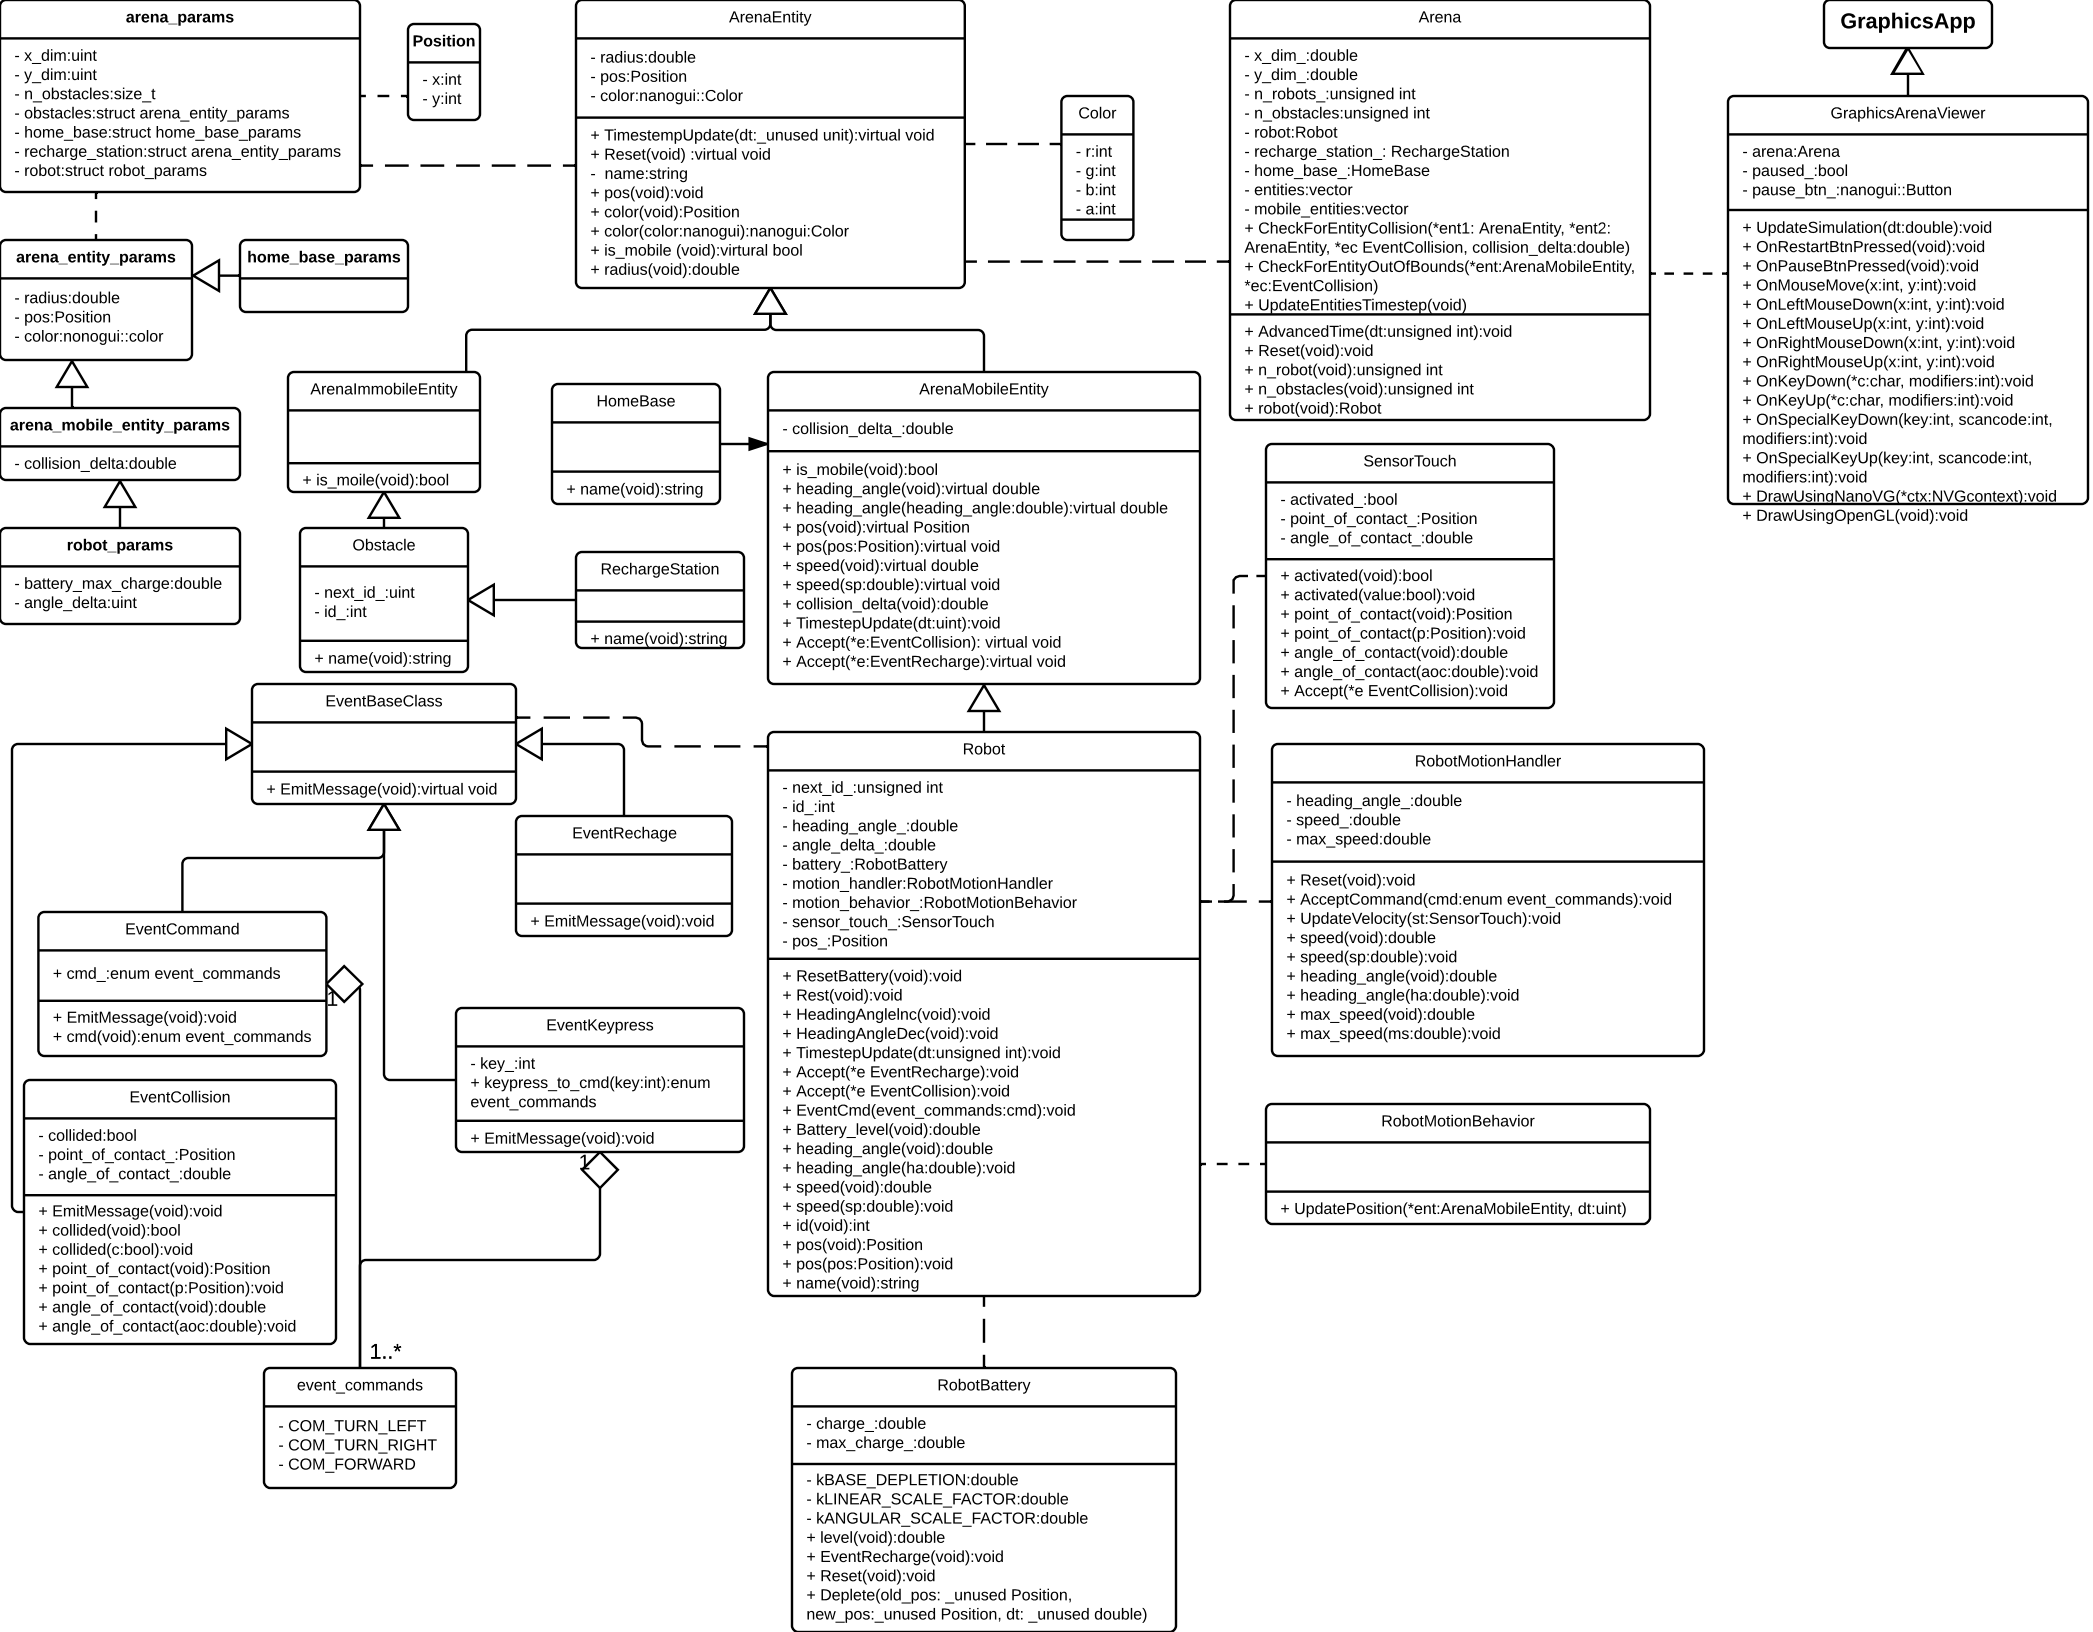 arena_params
- x_dim:uint
- y_dim:uint
- n_obstacles:size_t
- obstacles:struct arena_entity_params
- home_base:struct home_base_params
- recharge_station:struct arena_entity_params
- robot:struct robot_params
Position
- x:int
- y:int
ArenaEntity
- radius:double
- pos:Position
- color:nanogui::Color
+ TimestempUpdate(dt:_unused unit):virtual void
+ Reset(void) :virtual void
- name:string
+ pos(void):void
+ color(void):Position
+ color(color:nanogui):nanogui:Color
+ is_mobile (void):virtural bool
+ radius(void):double
Color
- r:int
- g:int
- b:int
- a:int
Arena
- x_dim_:double
- y_dim_:double
- n_robots_:unsigned int
- n_obstacles:unsigned int
- robot:Robot
- recharge_station_: RechargeStation
- home_base_:HomeBase
- entities:vector
- mobile_entities:vector
+ CheckForEntityCollision(*ent1: ArenaEntity, *ent2:
ArenaEntity, *ec EventCollision, collision_delta:double)
+ CheckForEntityOutOfBounds(*ent:ArenaMobileEntity,
*ec:EventCollision)
+ UpdateEntitiesTimestep(void)
+ AdvancedTime(dt:unsigned int):void
+ Reset(void):void
+ n_robot(void):unsigned int
+ n_obstacles(void):unsigned int
+ robot(void):Robot
GraphicsApp
GraphicsArenaViewer
- arena:Arena
- paused_:bool
- pause_btn_:nanogui::Button
+ UpdateSimulation(dt:double):void
+ OnRestartBtnPressed(void):void
+ OnPauseBtnPressed(void):void
+ OnMouseMove(x:int, y:int):void
+ OnLeftMouseDown(x:int, y:int):void
+ OnLeftMouseUp(x:int, y:int):void
+ OnRightMouseDown(x:int, y:int):void
+ OnRightMouseUp(x:int, y:int):void
+ OnKeyDown(*c:char, modifiers:int):void
+ OnKeyUp(*c:char, modifiers:int):void
+ OnSpecialKeyDown(key:int, scancode:int,
modifiers:int):void
+ OnSpecialKeyUp(key:int, scancode:int,
modifiers:int):void
+ DrawUsingNanoVG(*ctx:NVGcontext):void
+ DrawUsingOpenGL(void):void
arena_entity_params
- radius:double
- pos:Position
- color:nonogui::color
home_base_params
arena_mobile_entity_params
- collision_delta:double
robot_params
- battery_max_charge:double
- angle_delta:uint
ArenaImmobileEntity
+ is_moile(void):bool
HomeBase
+ name(void):string
Obstacle
- next_id_:uint
- id_:int
+ name(void):string
RechargeStation
+ name(void):string
ArenaMobileEntity
- collision_delta_:double
+ is_mobile(void):bool
+ heading_angle(void):virtual double
+ heading_angle(heading_angle:double):virtual double
+ pos(void):virtual Position
+ pos(pos:Position):virtual void
+ speed(void):virtual double
+ speed(sp:double):virtual void
+ collision_delta(void):double
+ TimestepUpdate(dt:uint):void
+ Accept(*e:EventCollision): virtual void
+ Accept(*e:EventRecharge):virtual void
SensorTouch
- activated_:bool
- point_of_contact_:Position
- angle_of_contact_:double
+ activated(void):bool
+ activated(value:bool):void
+ point_of_contact(void):Position
+ point_of_contact(p:Position):void
+ angle_of_contact(void):double
+ angle_of_contact(aoc:double):void
+ Accept(*e EventCollision):void
EventBaseClass
+ EmitMessage(void):virtual void
EventRechage
+ EmitMessage(void):void
Robot
- next_id_:unsigned int
- id_:int
- heading_angle_:double
- angle_delta_:double
- battery_:RobotBattery
- motion_handler:RobotMotionHandler
- motion_behavior_:RobotMotionBehavior
- sensor_touch_:SensorTouch
- pos_:Position
+ ResetBattery(void):void
+ Rest(void):void
+ HeadingAngleInc(void):void
+ HeadingAngleDec(void):void
+ TimestepUpdate(dt:unsigned int):void
+ Accept(*e EventRecharge):void
+ Accept(*e EventCollision):void
+ EventCmd(event_commands:cmd):void
+ Battery_level(void):double
+ heading_angle(void):double
+ heading_angle(ha:double):void
+ speed(void):double
+ speed(sp:double):void
+ id(void):int
+ pos(void):Position
+ pos(pos:Position):void
+ name(void):string
RobotMotionHandler
- heading_angle_:double
- speed_:double
- max_speed:double
+ Reset(void):void
+ AcceptCommand(cmd:enum event_commands):void
+ UpdateVelocity(st:SensorTouch):void
+ speed(void):double
+ speed(sp:double):void
+ heading_angle(void):double
+ heading_angle(ha:double):void
+ max_speed(void):double
+ max_speed(ms:double):void
EventCommand
+ cmd_:enum event_commands
+ EmitMessage(void):void
+ cmd(void):enum event_commands
1
EventKeypress
- key_:int
+ keypress_to_cmd(key:int):enum
event_commands
+ EmitMessage(void):void
1
EventCollision
- collided:bool
- point_of_contact_:Position
- angle_of_contact_:double
+ EmitMessage(void):void
+ collided(void):bool
+ collided(c:bool):void
+ point_of_contact(void):Position
+ point_of_contact(p:Position):void
+ angle_of_contact(void):double
+ angle_of_contact(aoc:double):void
RobotMotionBehavior
+ UpdatePosition(*ent:ArenaMobileEntity, dt:uint)
1..*
event_commands
- COM_TURN_LEFT
- COM_TURN_RIGHT
- COM_FORWARD
RobotBattery
- charge_:double
- max_charge_:double
- kBASE_DEPLETION:double
- kLINEAR_SCALE_FACTOR:double
- kANGULAR_SCALE_FACTOR:double
+ level(void):double
+ EventRecharge(void):void
+ Reset(void):void
+ Deplete(old_pos: _unused Position,
new_pos:_unused Position, dt: _unused double)